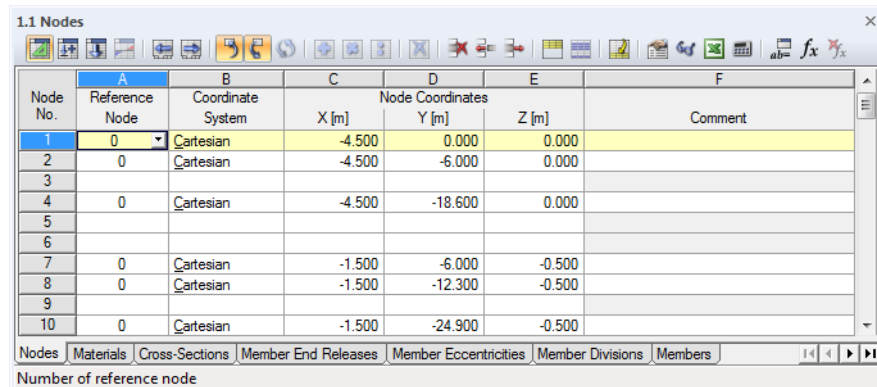 1.1 Nodes
A B C D E F
Node Reference Coordinate Node Coordinates
No. Node System X [m] Y [m] Z [m] Comment
1 0 Cartesian -4.500 0.000 0.000
2 0 Cartesian -4.500 -6.000 0.000
3
4 0 Cartesian -4.500 -18.600 0.000
5
6
7 0 Cartesian -1.500 -6.000 -0.500
8 0 Cartesian -1.500 -12.300 -0.500
9
10 0 Cartesian -1.500 -24.900 -0.500
Nodes Materials Cross-Sections Member End Releases Member Eccentricities Member Divisions Members
Number of reference node